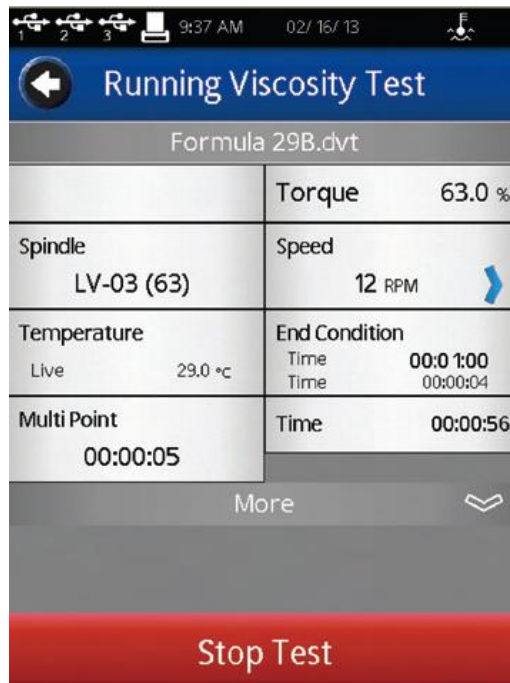 1 2 3 9:37 AM 02/16/13
Running Viscosity Test
Formula 29B.dvt
Torque 63.0 %
Spindle
LV-03 (63)
Speed
12 RPM
Temperature
Live 29.0 °C
End Condition
Time 00:01:00
Time 00:00:04
Multi Point
00:00:05
Time 00:00:56
More
Stop Test